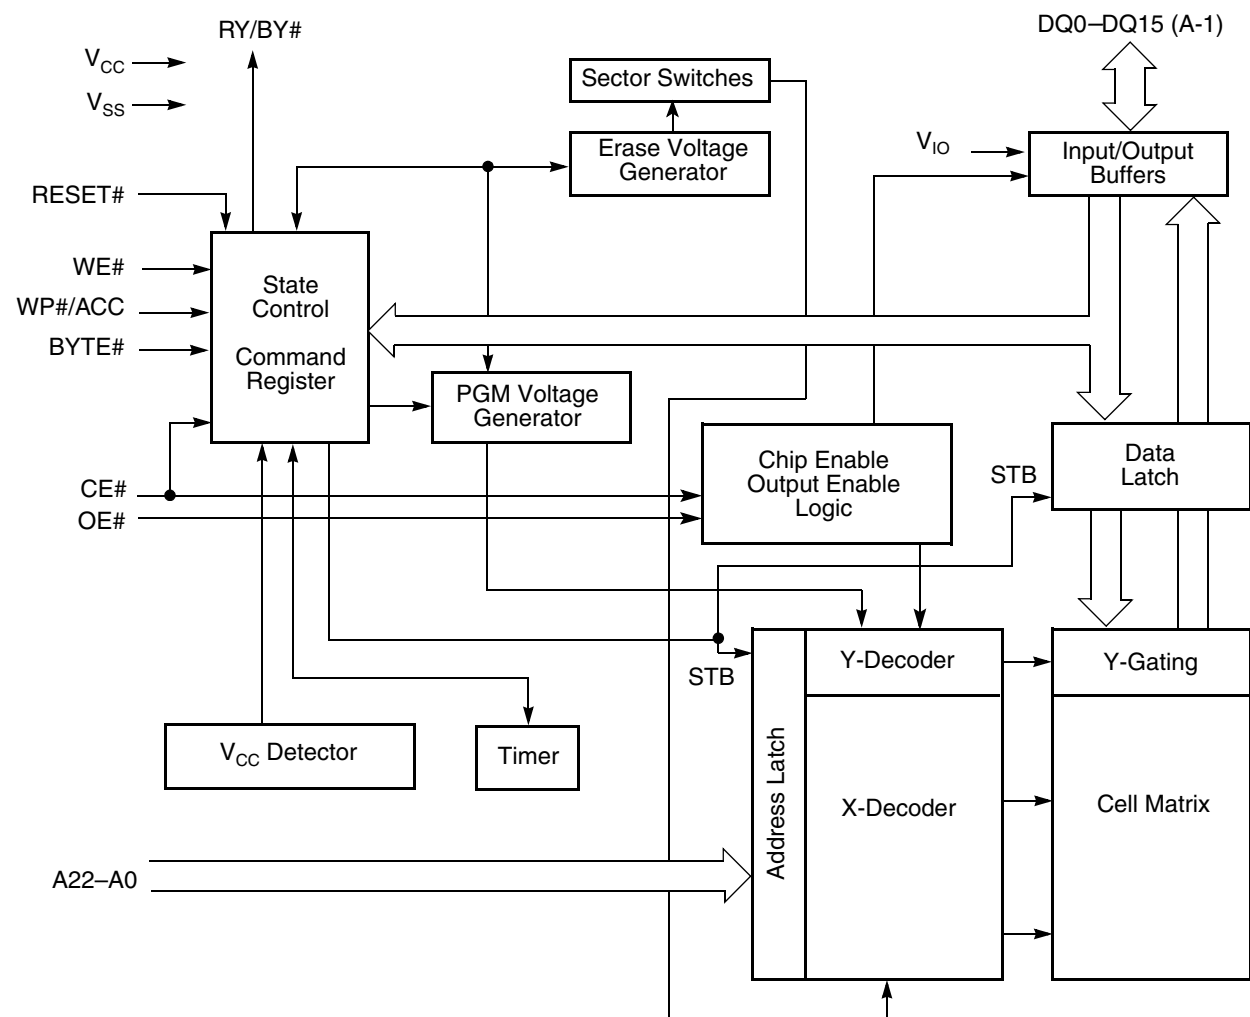 RY/BY#
DQ0–DQ15 (A-1)
VCC
VSS
Sector Switches
Erase Voltage
Generator
VIO
Input/Output
Buffers
RESET#
WE#
WP#/ACC
BYTE#
State
Control
Command
Register
PGM Voltage
Generator
CE#
OE#
Chip Enable
Output Enable
Logic
STB
Data
Latch
STB
Y-Decoder
Y-Gating
VCC Detector
Timer
Address Latch
X-Decoder
Cell Matrix
A22–A0